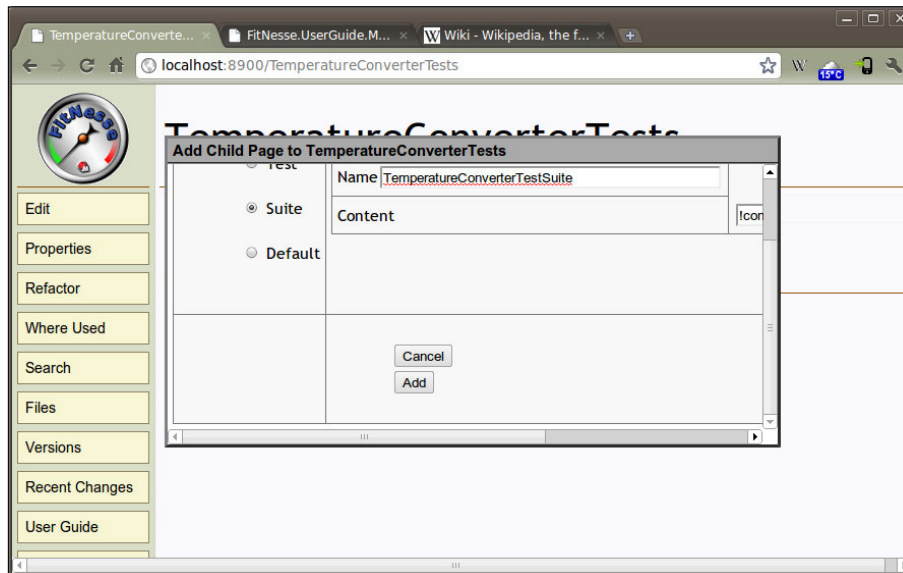 TemperatureConverte... × FitNesse.UserGuide.M... × W Wiki - Wikipedia, the f... ×
localhost:8900/TemperatureConverterTests W 15°C
FitNesse
TemperatureConverterTests
Add Child Page to TemperatureConverterTests
Test
Name TemperatureConverterTestSuite
Suite
Content !con
Default
Cancel
Add
Edit
Properties
Refactor
Where Used
Search
Files
Versions
Recent Changes
User Guide